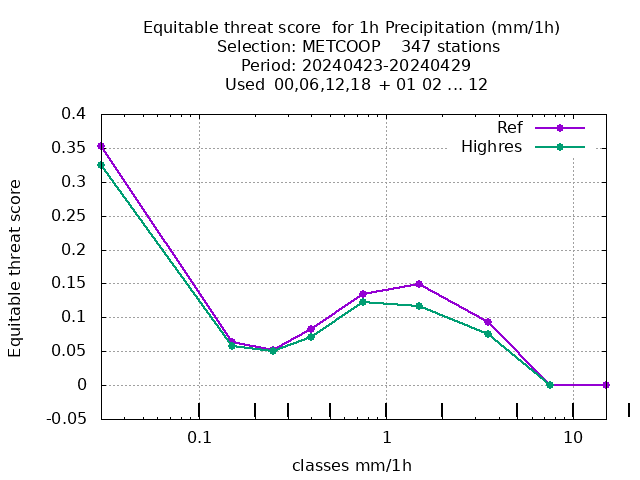 Equitable threat score  for 1h Precipitation (mm/1h)
Selection: METCOOP    347 stations
Period: 20240423-20240429
Used  00,06,12,18 + 01 02 ... 12
Ref
Highres
Equitable threat score
0.4
0.35
0.3
0.25
0.2
0.15
0.1
0.05
0
-0.05
0.1
1
10
classes mm/1h